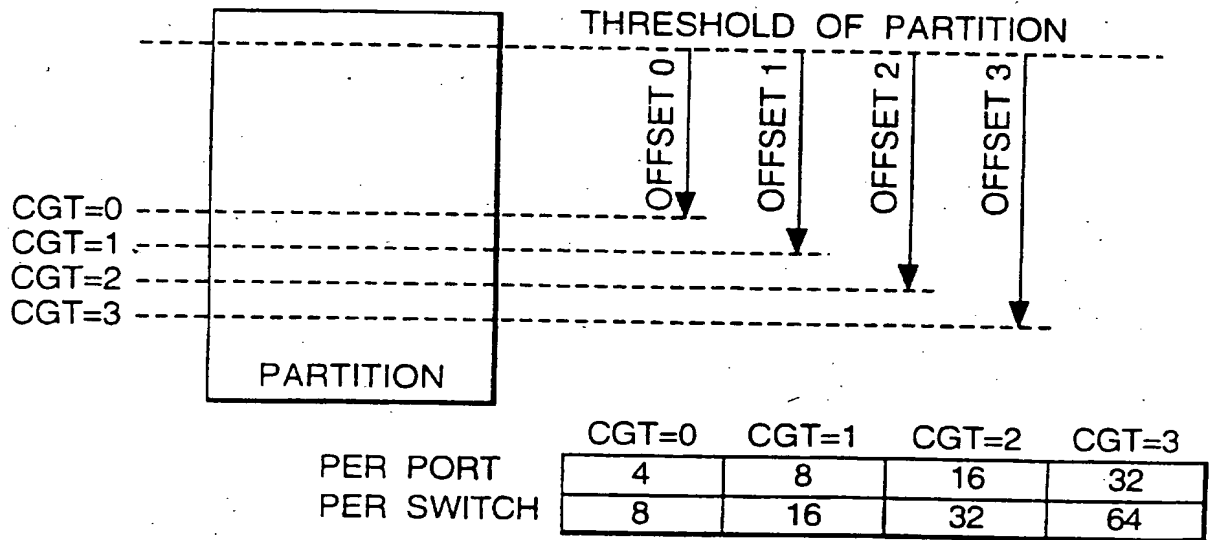 THRESHOLD OF PARTITION
OFFSET 0
OFFSET 1
OFFSET 2
OFFSET 3
CGT=0
CGT=1
CGT=2
CGT=3
PARTITION
CGT=0 CGT=1 CGT=2 CGT=3
PER PORT 4 8 16 32
PER SWITCH 8 16 32 64